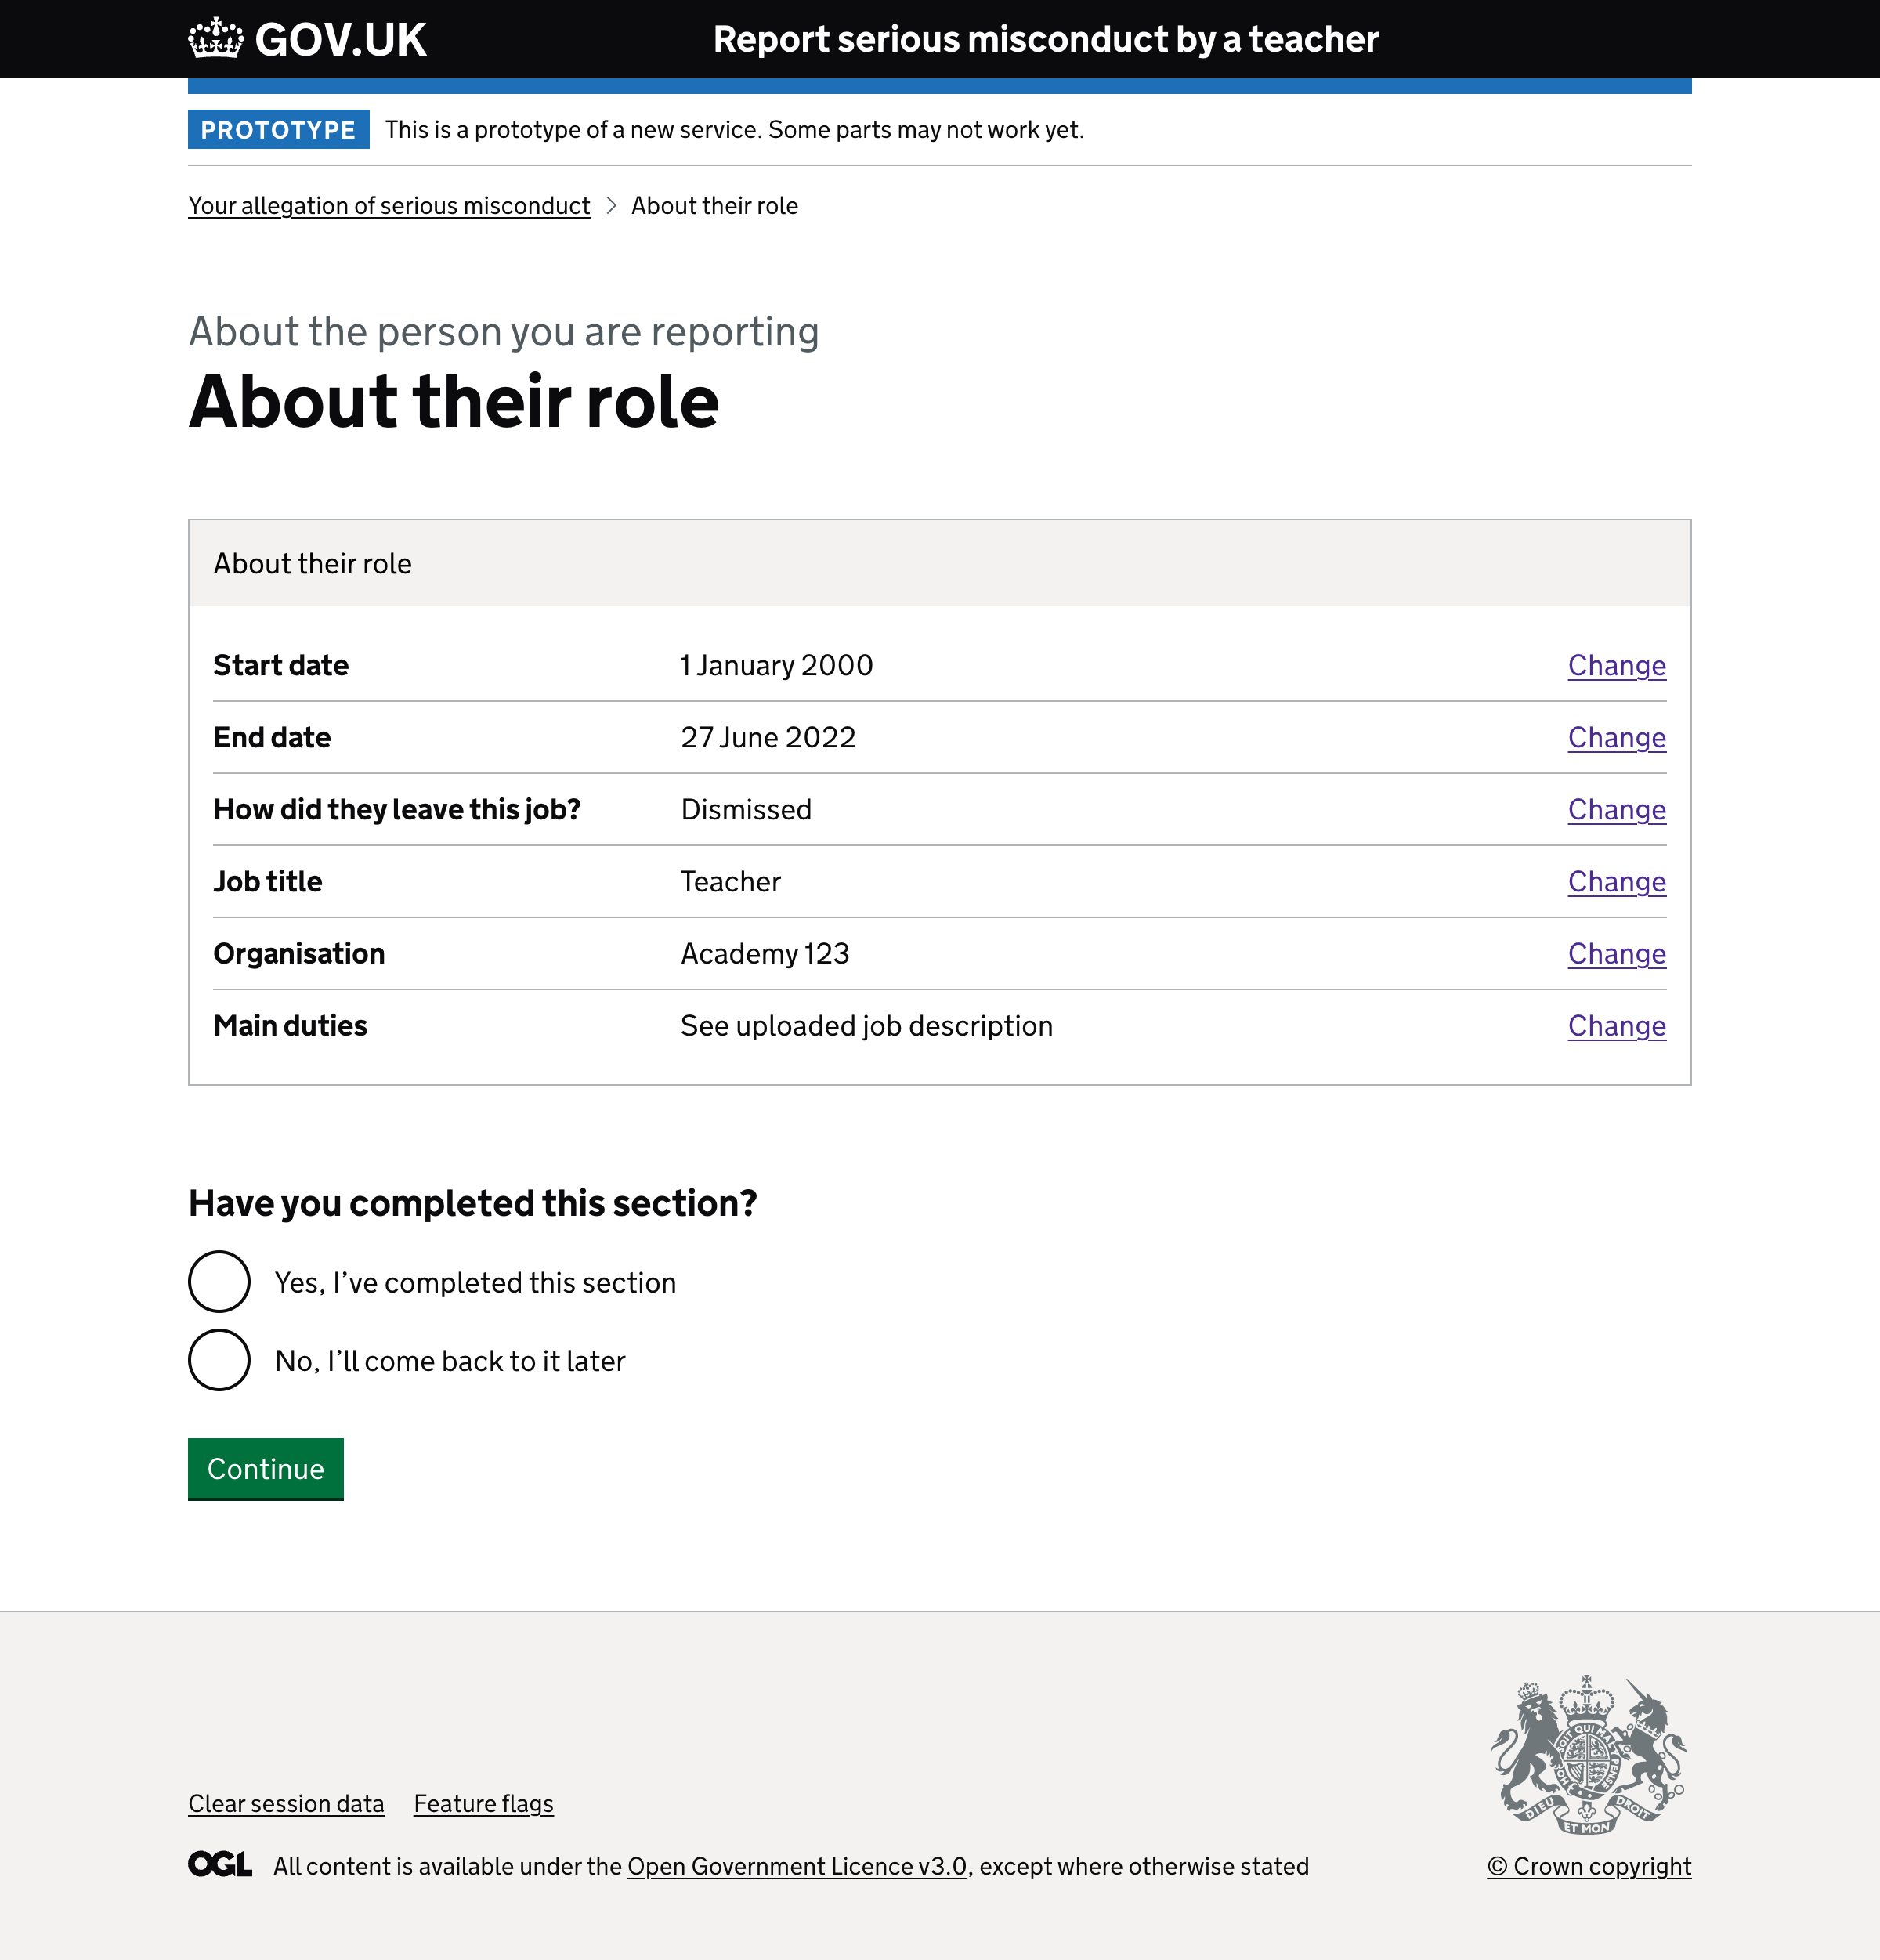 GOV.UK Report serious misconduct by a teacher
PROTOTYPE This is a prototype of a new service. Some parts may not work yet.
Your allegation of serious misconduct > About their role
About the person you are reporting
About their role
About their role
Start date 1 January 2000 Change
End date 27 June 2022 Change
How did they leave this job? Dismissed Change
Job title Teacher Change
Organisation Academy 123 Change
Main duties See uploaded job description Change
Have you completed this section?
Yes, I’ve completed this section
No, I’ll come back to it later
Continue
Clear session data Feature flags
DIEU ET MON DROIT
OGL All content is available under the Open Government Licence v3.0, except where otherwise stated
© Crown copyright